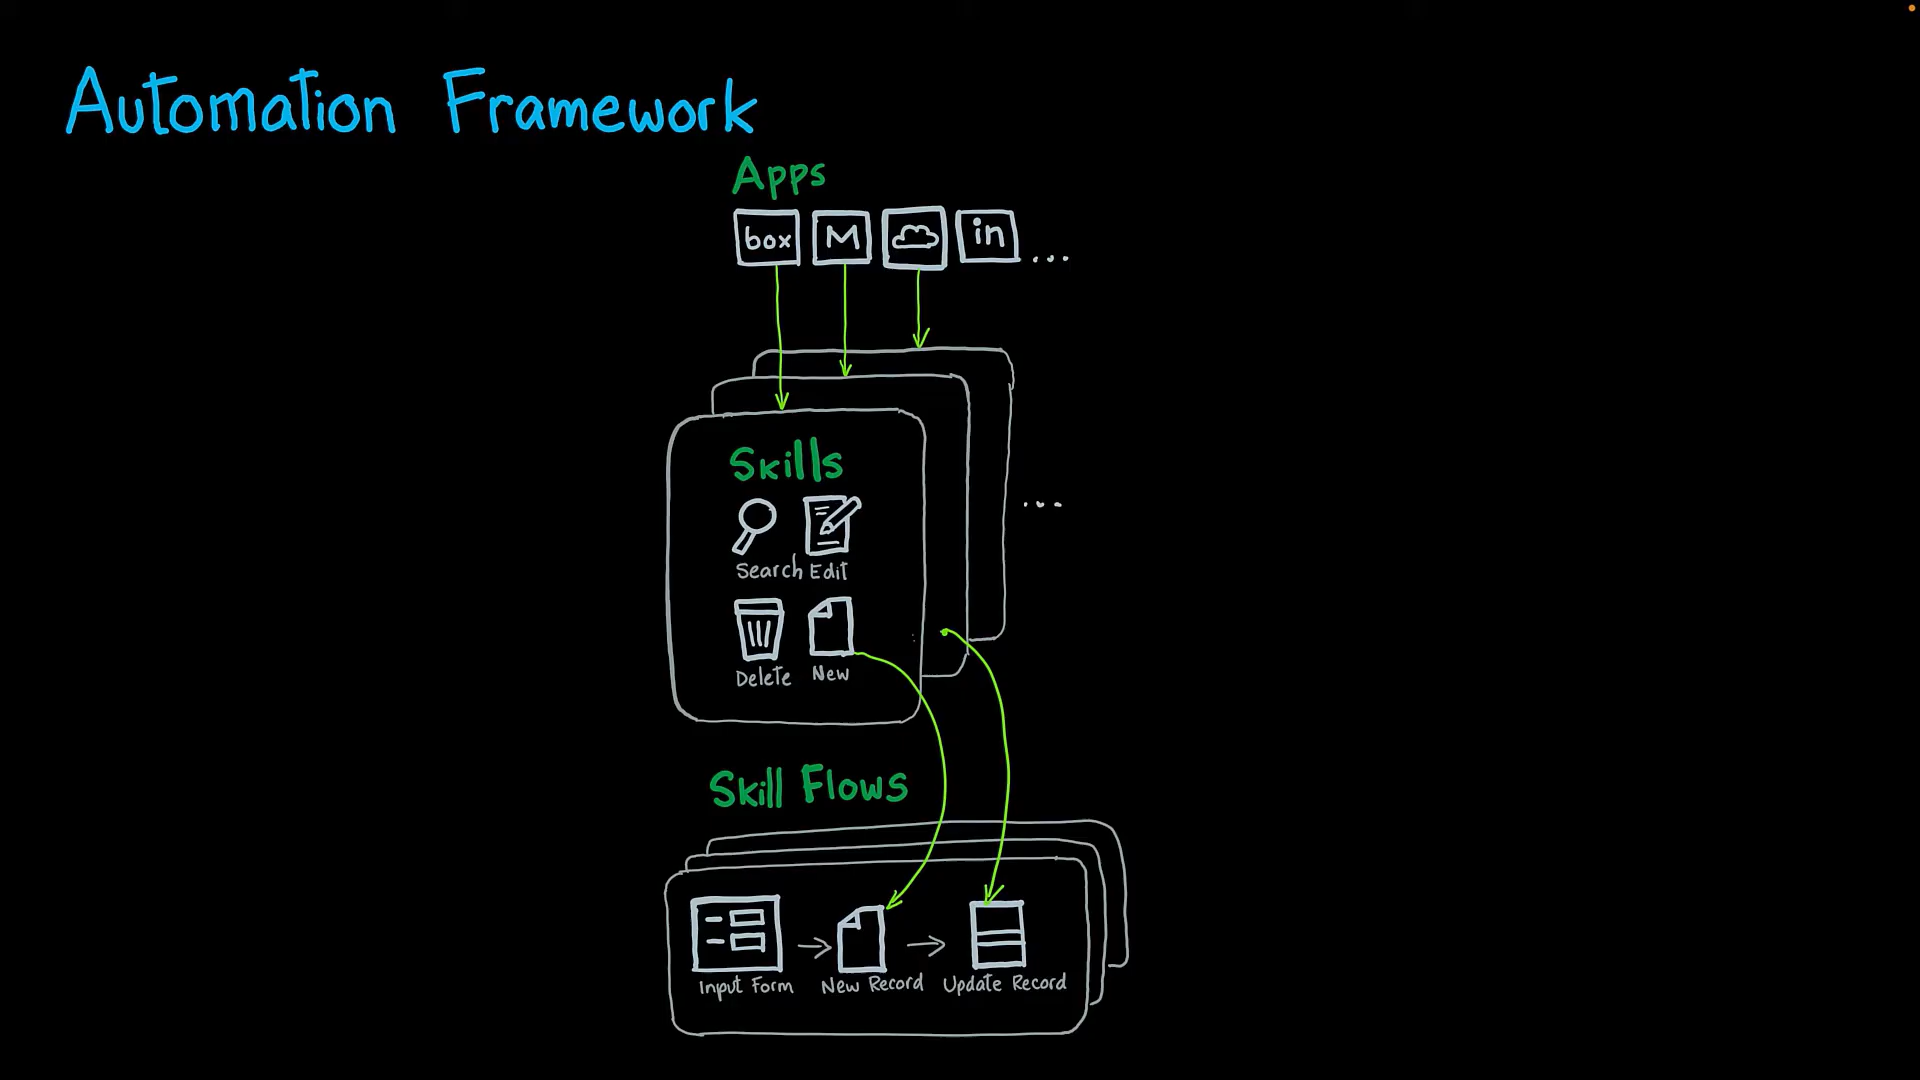 Automation Framework
Apps
box M in ...
Skills
...
Search Edit
Delete New
Skill Flows
Input Form New Record Update Record